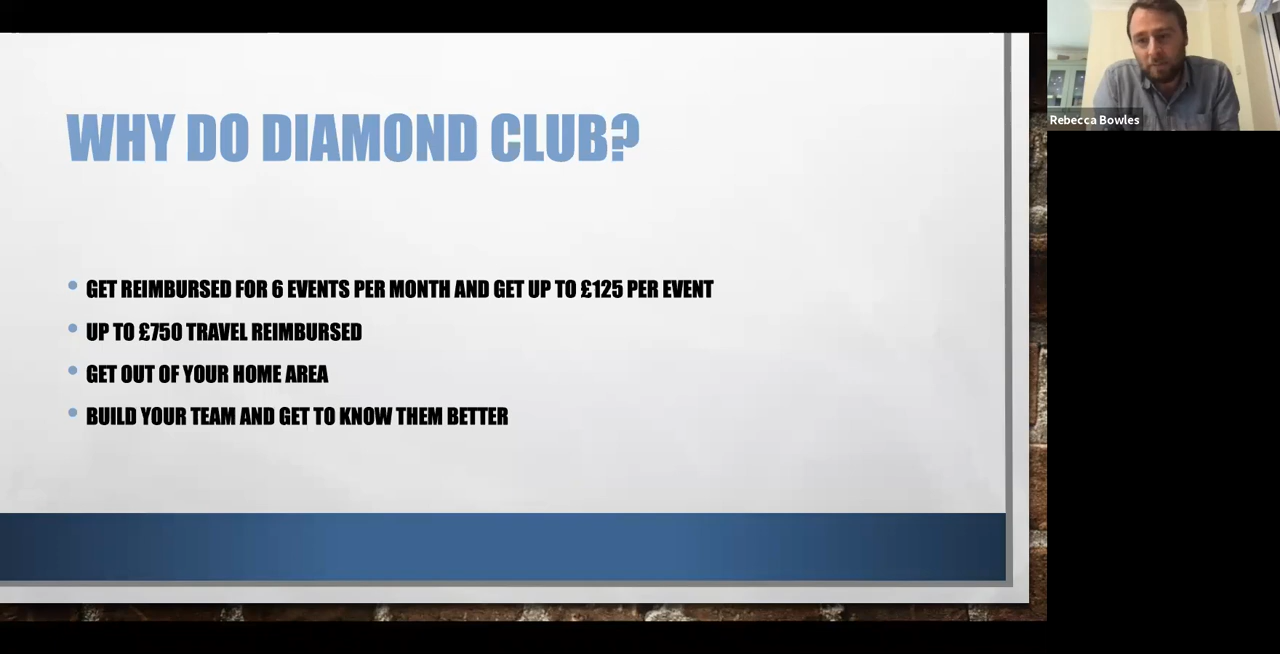 WHY DO DIAMOND CLUB?
GET REIMBURSED FOR 6 EVENTS PER MONTH AND GET UP TO £125 PER EVENT
UP TO £750 TRAVEL REIMBURSED
GET OUT OF YOUR HOME AREA
BUILD YOUR TEAM AND GET TO KNOW THEM BETTER
Rebecca Bowles